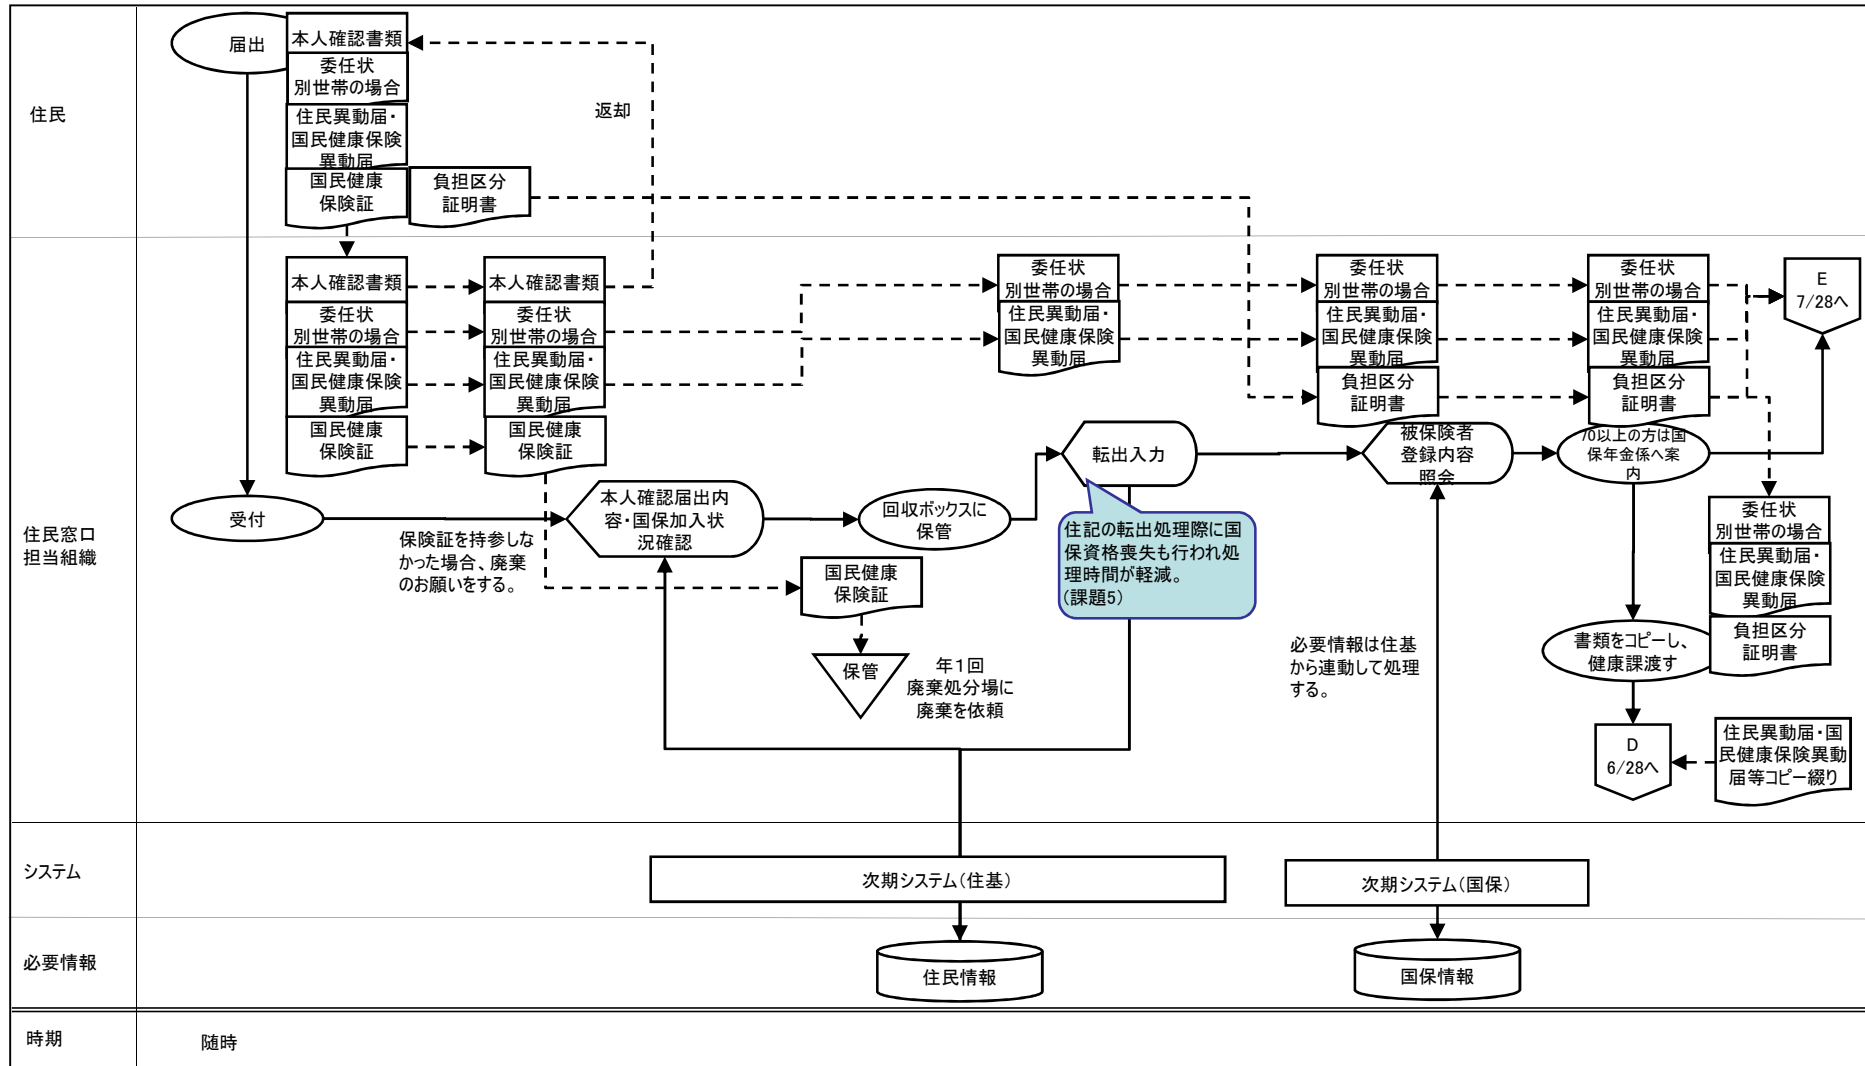 住民
届出
本人確認書類
委任状
別世帯の場合
住民異動届・
国民健康保険
異動届
国民健康
保険証
負担区分
証明書
返却
住民窓口
担当組織
本人確認書類
委任状
別世帯の場合
住民異動届・
国民健康保険
異動届
国民健康
保険証
本人確認書類
委任状
別世帯の場合
住民異動届・
国民健康保険
異動届
国民健康
保険証
委任状
別世帯の場合
住民異動届・
国民健康保険
異動届
委任状
別世帯の場合
住民異動届・
国民健康保険
異動届
負担区分
証明書
委任状
別世帯の場合
住民異動届・
国民健康保険
異動届
負担区分
証明書
E
7/28へ
受付
保険証を持参しな
かった場合、廃棄
のお願いをする。
本人確認届出内
容・国保加入状
況確認
回収ボックスに
保管
国民健康
保険証
保管
年1回
廃棄処分場に
廃棄を依頼
転出入力
住記の転出処理際に国
保資格喪失も行われ処
理時間が軽減。
(課題5)
被保険者
登録内容
照会
必要情報は住基
から連動して処理
する。
70以上の方は国
保年金係へ案
内
委任状
別世帯の場合
住民異動届・
国民健康保険
異動届
負担区分
証明書
書類をコピーし、
健康課渡す
D
6/28へ
住民異動届・国
民健康保険異動
届等コピー綴り
システム
次期システム(住基)
次期システム(国保)
必要情報
住民情報
国保情報
時期
随時